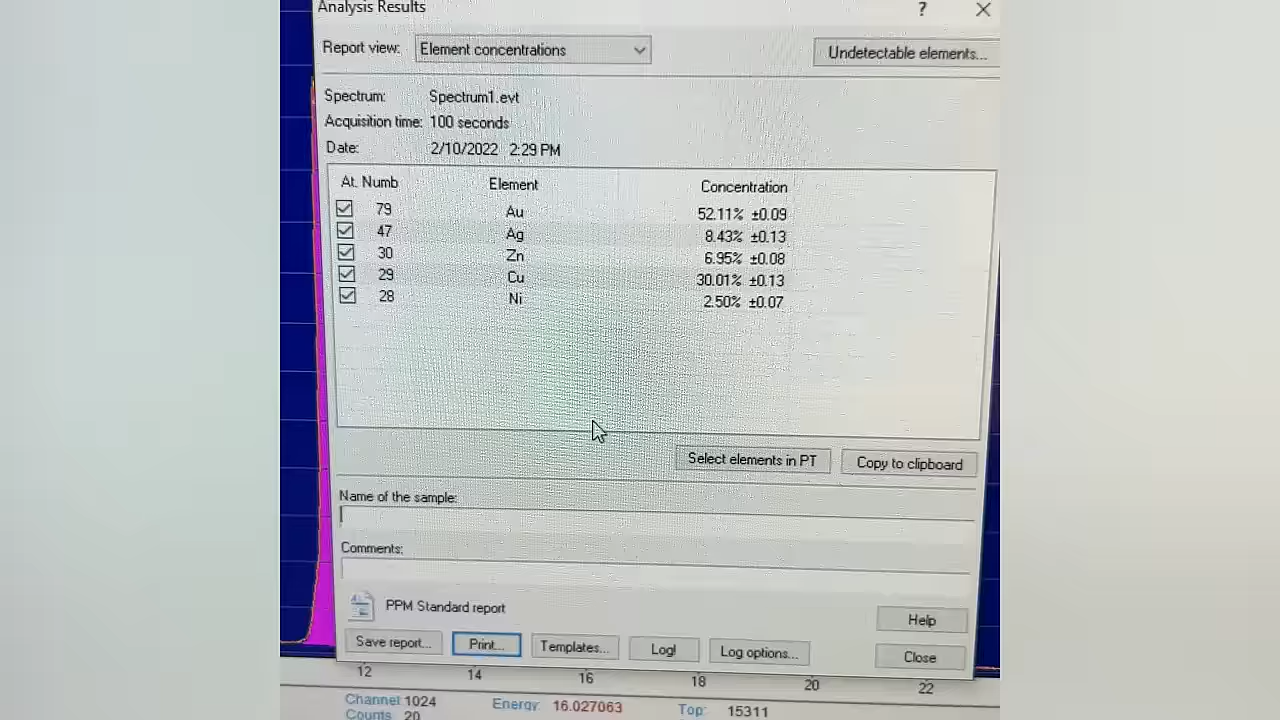 Analysis Results ?
Report view: Element concentrations Undetectable elements...
Spectrum: Spectrum1.evt
Acquisition time: 100 seconds
Date: 2/10/2022 2:29 PM
At. Numb Element Concentration
79 Au 52.11% ±0.09
47 Ag 8.43% ±0.13
30 Zn 6.95% ±0.08
29 Cu 30.01% ±0.13
28 Ni 2.50% ±0.07
Select elements in PT Copy to clipboard
Name of the sample:
Comments:
PPM Standard report
Help
Save report... Print... Templates... Log! Log options... Close
12 14 16 18 20 22
Channel 1024 Energy: 16.027063 Top: 15311
Counts 20